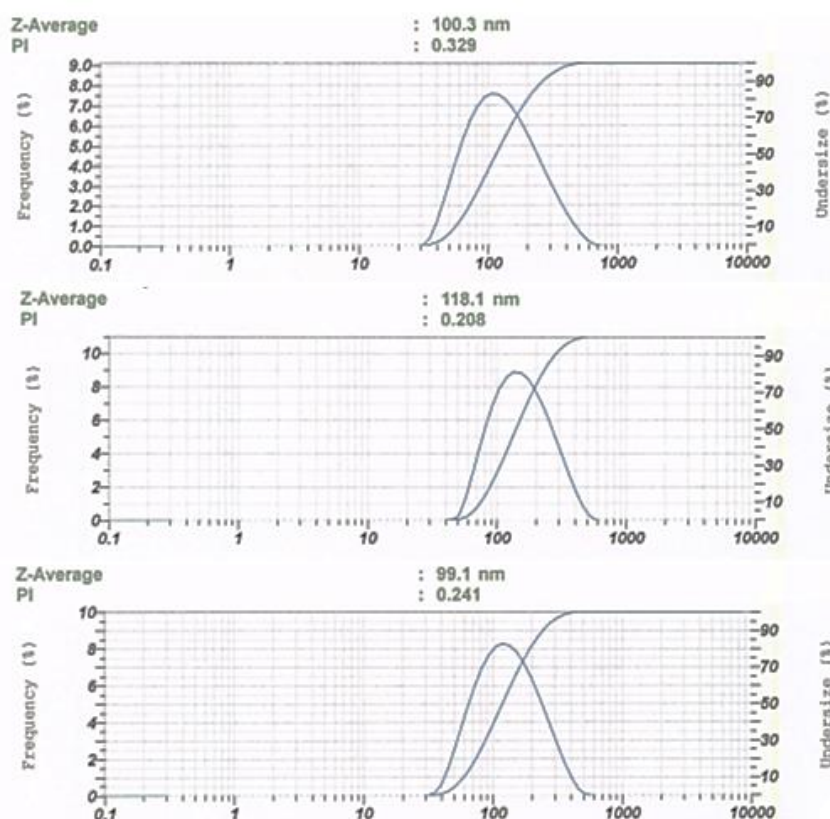 Z-Average : 100.3 nm
PI : 0.329
Frequency (%)
9.0
8.0
7.0
6.0
5.0
4.0
3.0
2.0
1.0
0.0
90
70
50
30
10
Undersize (%)
0.1 1 10 100 1000 10000
Z-Average : 118.1 nm
PI : 0.208
Frequency (%)
10
8
6
4
2
0
90
70
50
30
10
Undersize (%)
0.1 1 10 100 1000 10000
Z-Average : 99.1 nm
PI : 0.241
Frequency (%)
10
8
6
4
2
0
90
70
50
30
10
Undersize (%)
0.1 1 10 100 1000 10000